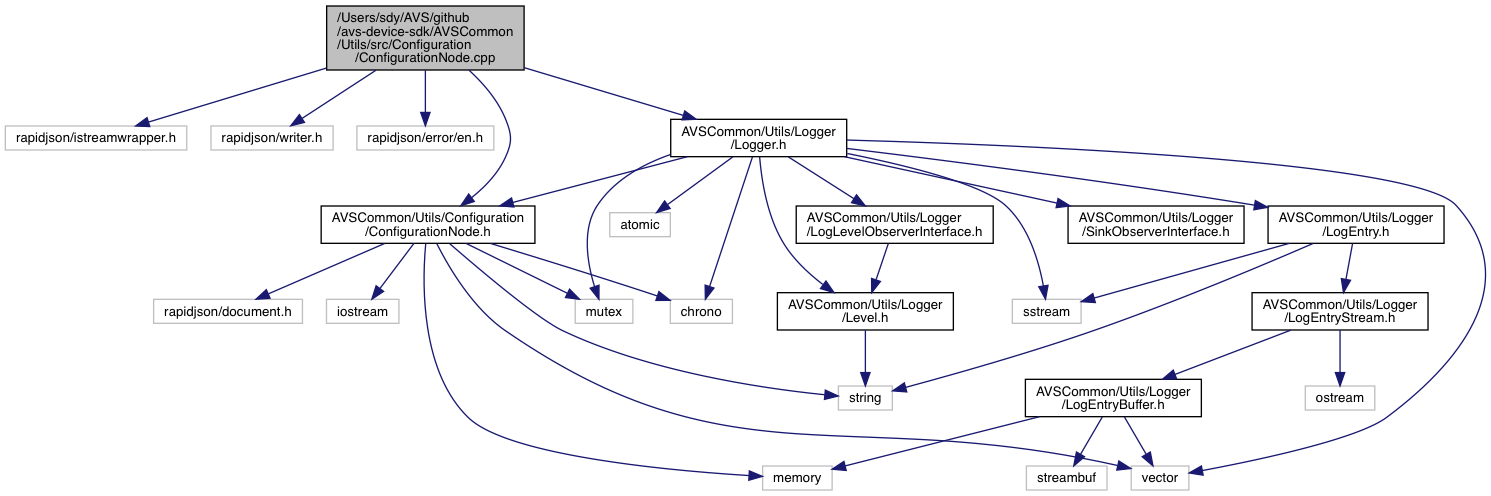 /Users/sdy/AVS/github
/avs-device-sdk/AVSCommon
/Utils/src/Configuration
/ConfigurationNode.cpp
rapidjson/istreamwrapper.h
rapidjson/writer.h
rapidjson/error/en.h
AVSCommon/Utils/Logger
/Logger.h
AVSCommon/Utils/Configuration
/ConfigurationNode.h
atomic
AVSCommon/Utils/Logger
/LogLevelObserverInterface.h
AVSCommon/Utils/Logger
/SinkObserverInterface.h
AVSCommon/Utils/Logger
/LogEntry.h
rapidjson/document.h
iostream
mutex
chrono
AVSCommon/Utils/Logger
/Level.h
sstream
AVSCommon/Utils/Logger
/LogEntryStream.h
string
AVSCommon/Utils/Logger
/LogEntryBuffer.h
ostream
memory
streambuf
vector